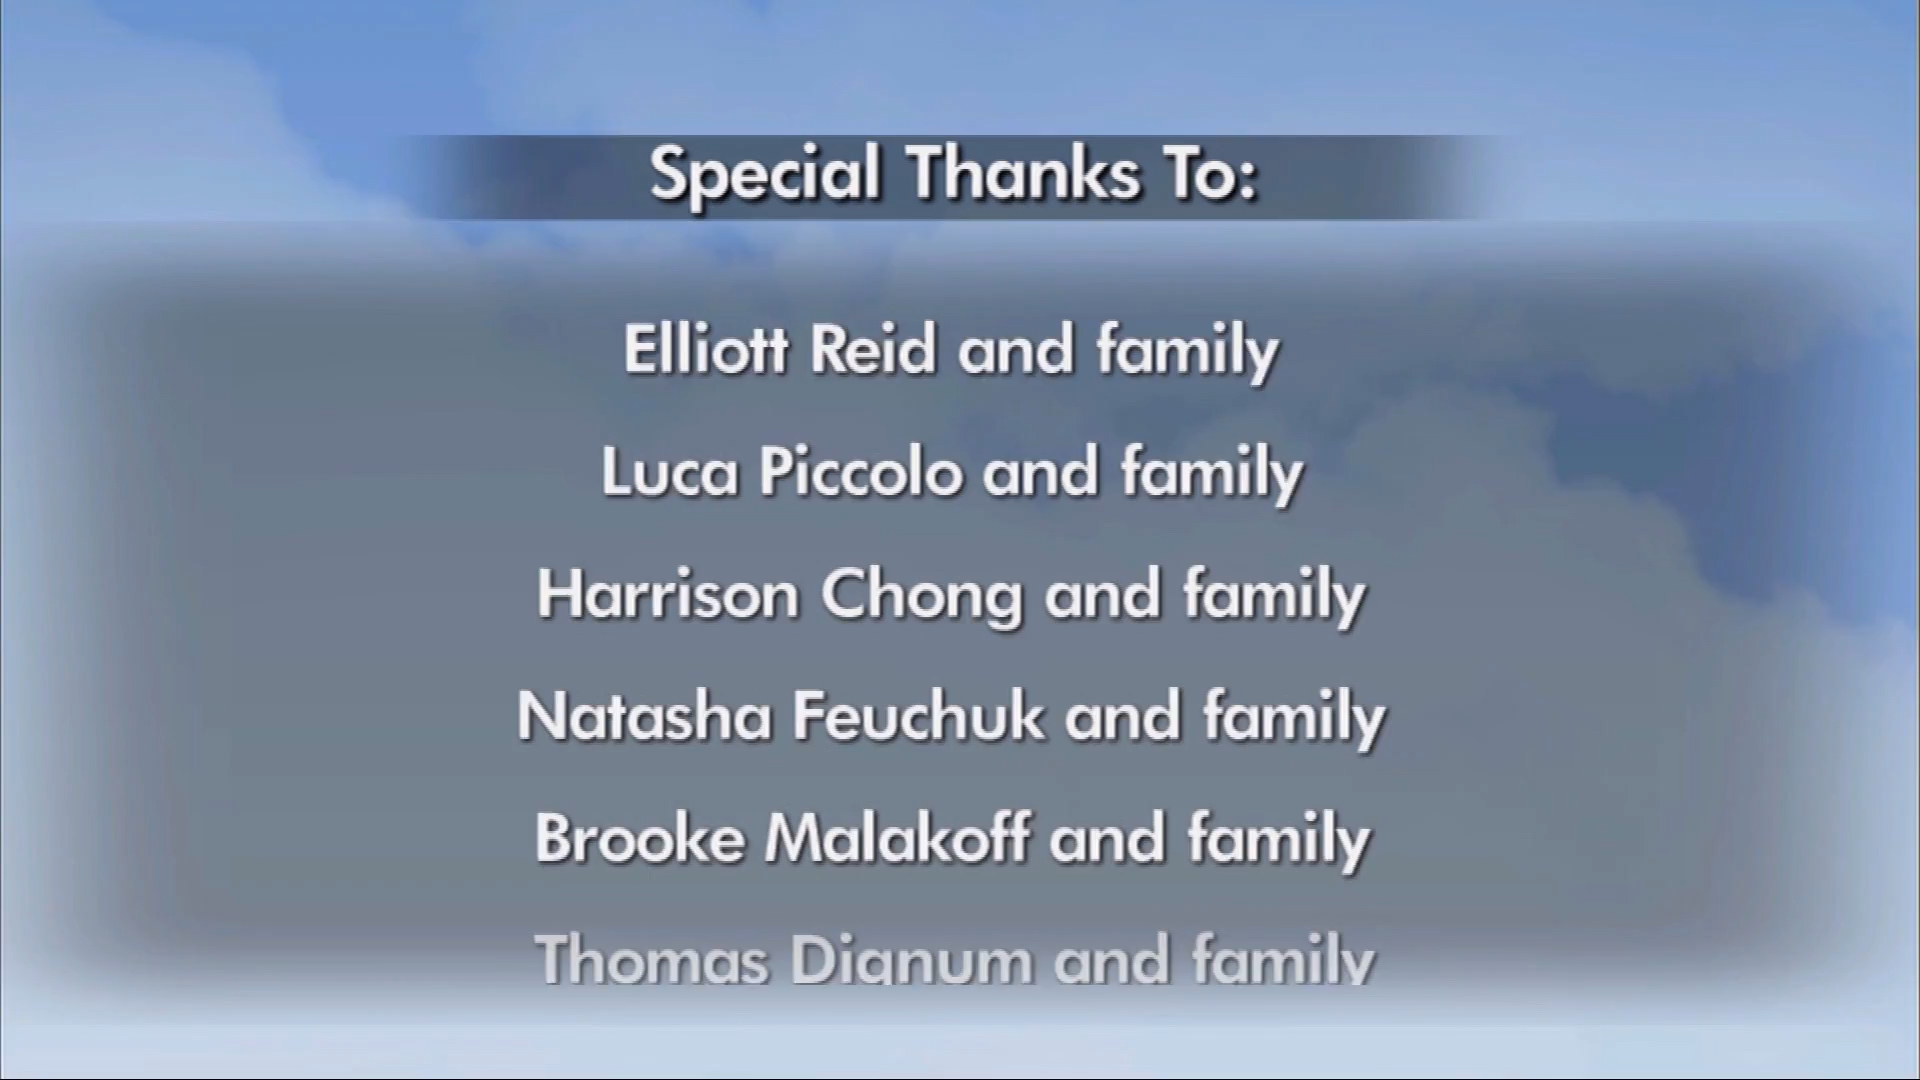 Special Thanks To:
Elliott Reid and family
Luca Piccolo and family
Harrison Chong and family
Natasha Feuchuk and family
Brooke Malakoff and family
Thomas Dignum and family